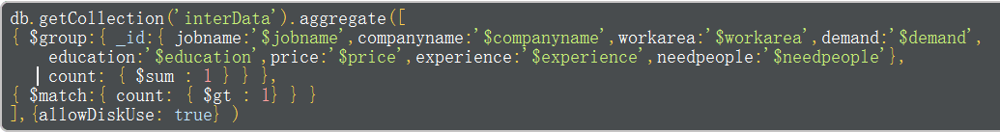 db.getCollection('interData').aggregate([
{ $group:{ _id:{ jobname:'$jobname',companyname:'$companyname',workarea:'$workarea',demand:'$demand',
education:'$education',price:'$price',experience:'$experience',needpeople:'$needpeople'},
count: { $sum : 1 } } },
{ $match:{ count: { $gt : 1} } }
],{allowDiskUse: true} )